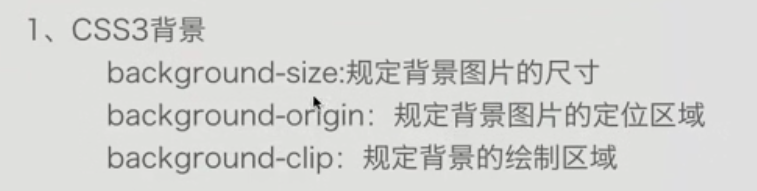 1、CSS3背景
background-size:规定背景图片的尺寸
background-origin：规定背景图片的定位区域
background-clip：规定背景的绘制区域